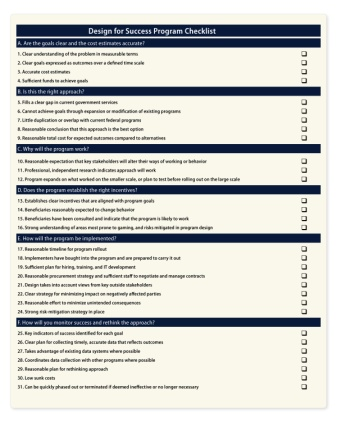 Design for Success Program Checklist
A. Are the goals clear and the cost estimates accurate?
1. Clear understanding of the problem in measurable terms
2. Clear goals expressed as outcomes over a defined time scale
3. Accurate cost estimates
4. Sufficient funds to achieve goals
B. Is this the right approach?
5. Fills a clear gap in current government services
6. Cannot achieve goals through expansion or modification of existing programs
7. Little duplication or overlap with current federal programs
8. Reasonable conclusion that this approach is the best option
9. Reasonable total cost for expected outcomes compared to alternatives
C. Why will the program work?
10. Reasonable expectation that key stakeholders will alter their ways of working or behavior
11. Professional, independent research indicates approach will work
12. Program expands on what worked on the smaller scale, or plan to test before rolling out on the large scale
D. Does the program establish the right incentives?
13. Establishes clear incentives that are aligned with program goals
14. Beneficiaries reasonably expected to change behavior
15. Beneficiaries have been consulted and indicate that the program is likely to work
16. Strong understanding of areas most prone to gaming, and risks mitigated in program design
E. How will the program be implemented?
17. Reasonable timeline for program rollout
18. Implementers have bought into the program and are prepared to carry it out
19. Sufficient plan for hiring, training, and IT development
20. Reasonable procurement strategy and sufficient staff to negotiate and manage contracts
21. Design takes into account views from key outside stakeholders
22. Clear strategy for minimizing impact on negatively affected parties
23. Reasonable effort to minimize unintended consequences
24. Strong risk-mitigation strategy in place
F. How will you monitor success and rethink the approach?
25. Key indicators of success identified for each goal
26. Clear plan for collecting timely, accurate data that reflects outcomes
27. Takes advantage of existing data systems where possible
28. Coordinates data collection with other programs where possible
29. Reasonable plan for rethinking approach
30. Low sunk costs
31. Can be quickly phased out or terminated if deemed ineffective or no longer necessary